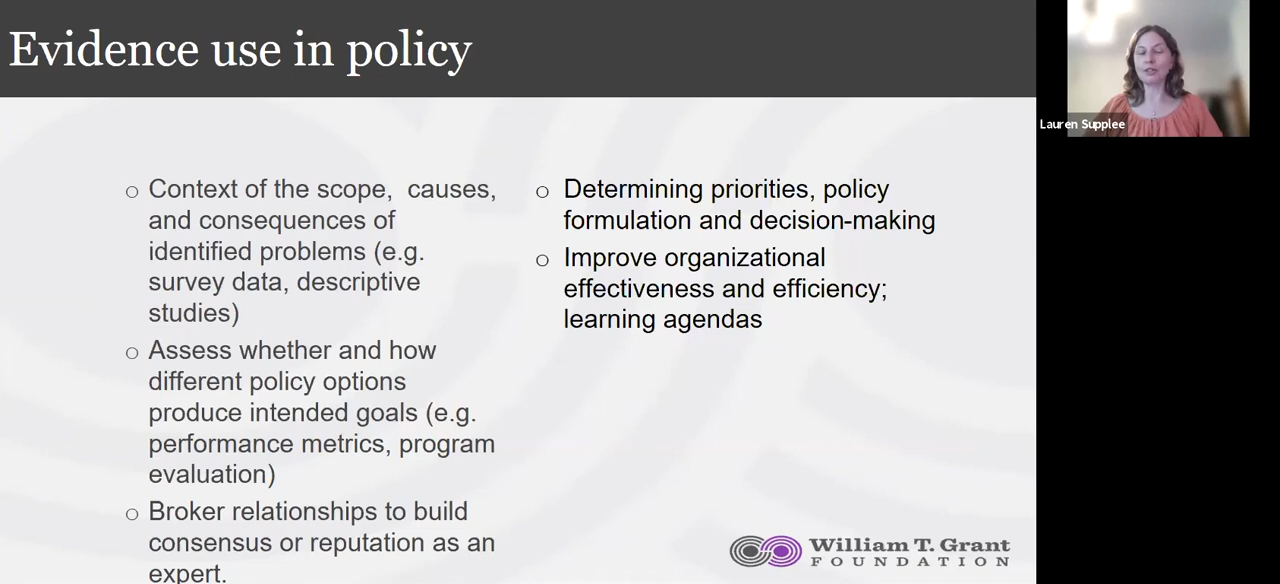 Evidence use in policy
Lauren Supplee
○ Context of the scope,  causes,
and consequences of
identified problems (e.g.
survey data, descriptive
studies)
○ Assess whether and how
different policy options
produce intended goals (e.g.
performance metrics, program
evaluation)
○ Broker relationships to build
consensus or reputation as an
expert.
○ Determining priorities, policy
formulation and decision-making
○ Improve organizational
effectiveness and efficiency;
learning agendas
William T. Grant
FOUNDATION